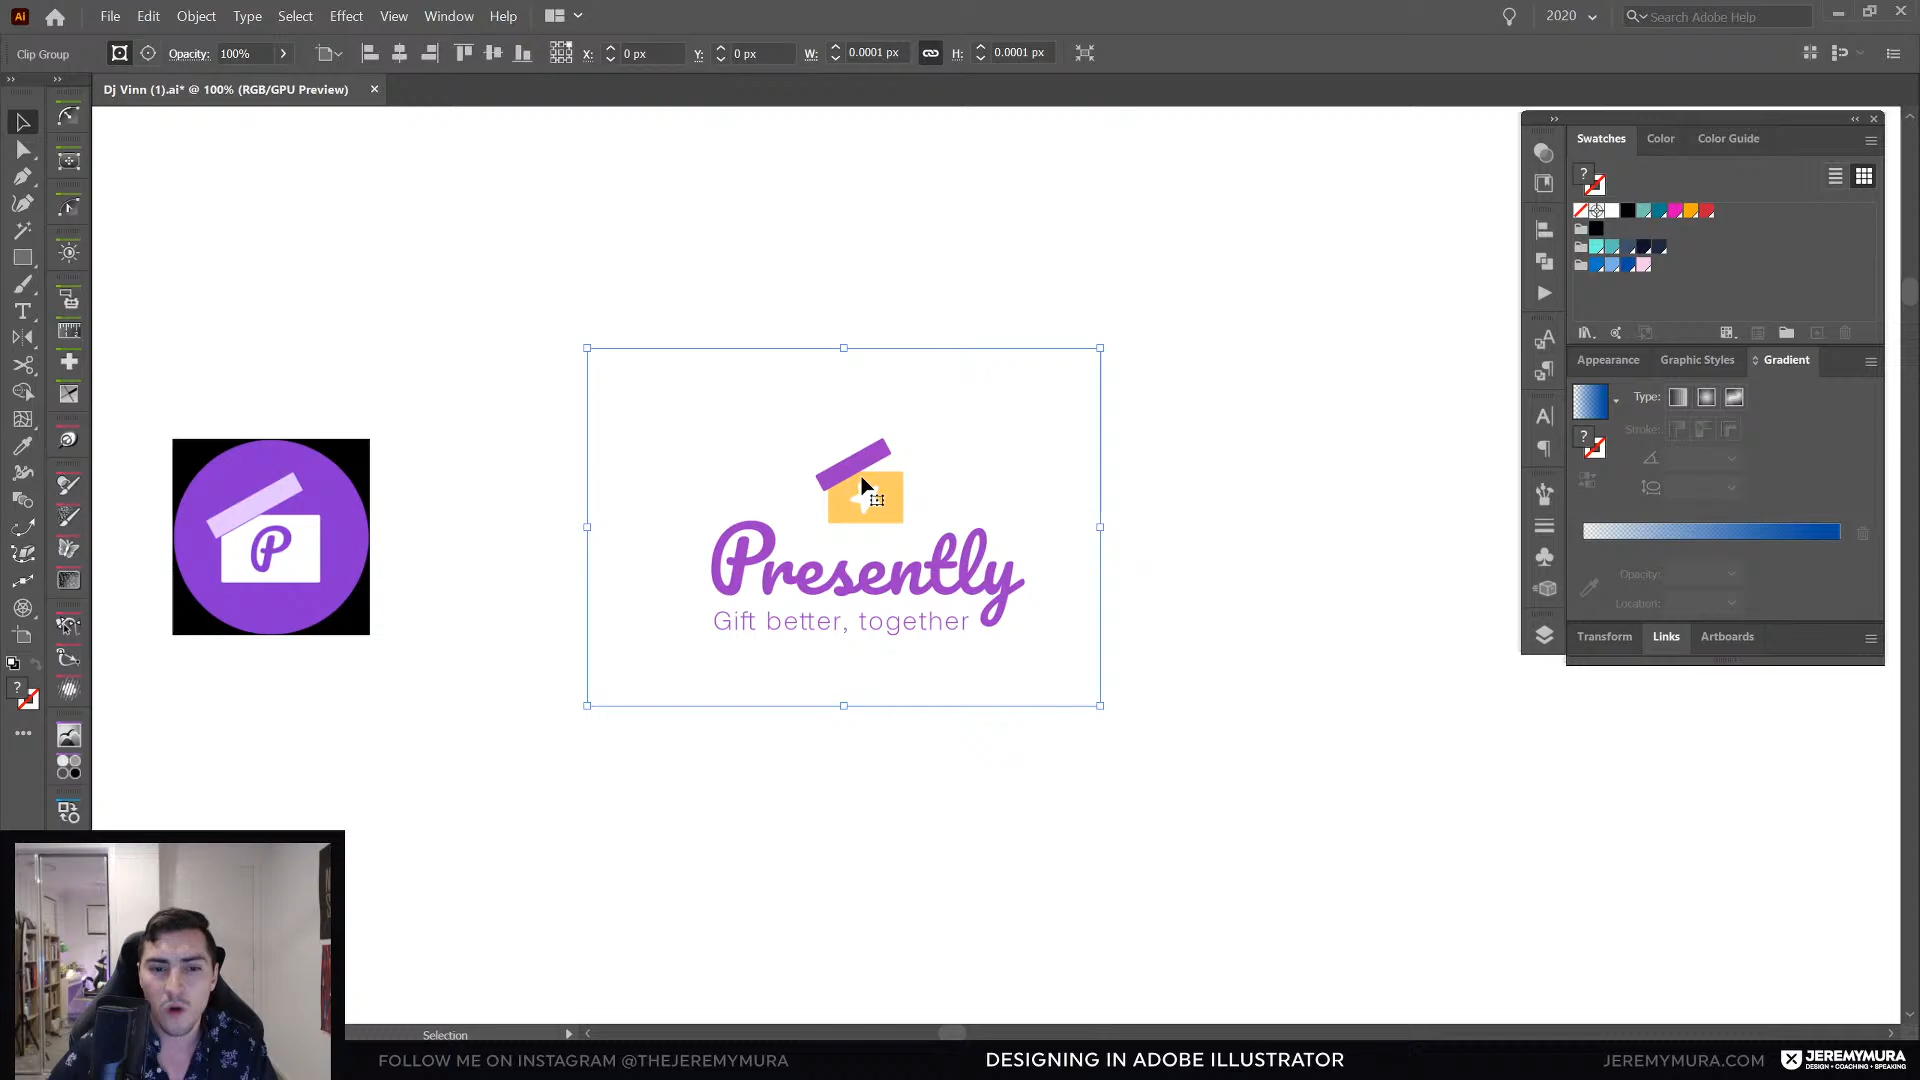 Ai
File Edit Object Type Select Effect View Window Help
2020
Search Adobe Help
Clip Group
Opacity: 100%
X: 0 px
Y: 0 px
W: 0.0001 px
H: 0.0001 px
Dj Vinn (1).ai* @ 100% (RGB/GPU Preview)
Swatches Color Color Guide
Appearance Graphic Styles Gradient
Type:
Stroke:
Opacity:
Location:
Transform Links Artboards
P
Presently
Gift better, together
Selection
FOLLOW ME ON INSTAGRAM @THEJEREMYMURA
DESIGNING IN ADOBE ILLUSTRATOR
JEREMYMURA.COM
JEREMYMURA
DESIGN • COACHING • SPEAKING